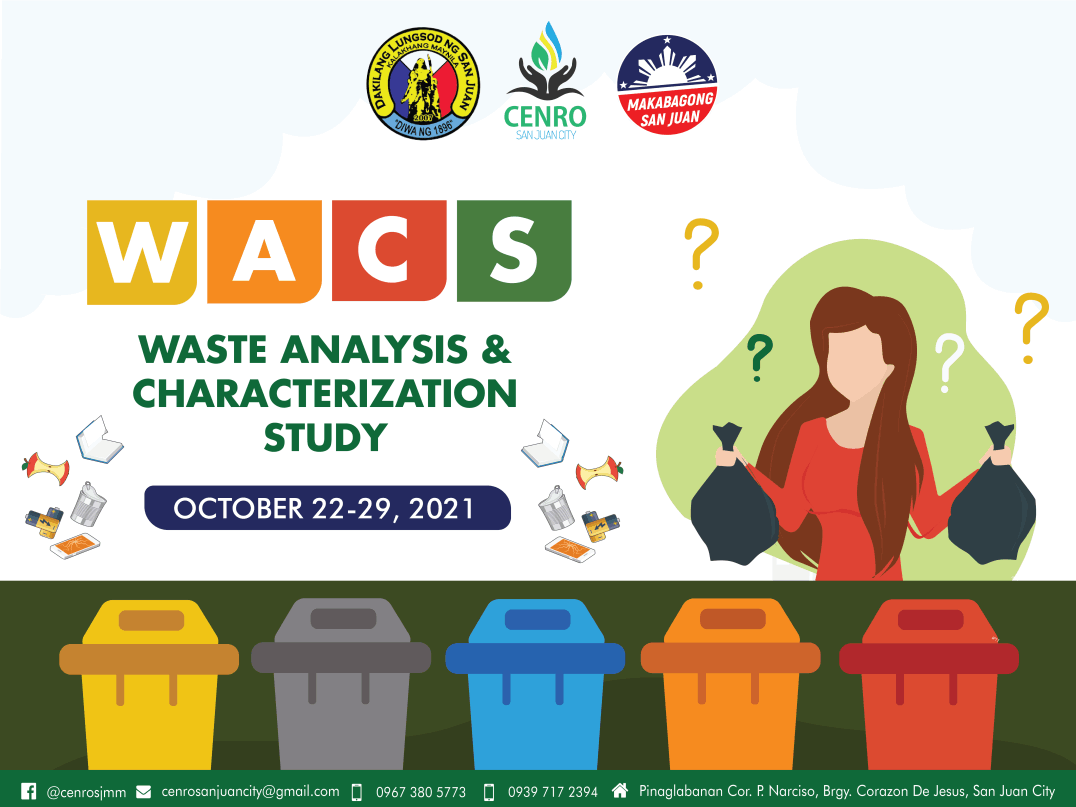 DAKILANG LUNGSOD NG SAN JUAN
KALAKHANG MAYNILA
2007
"DIWA NG 1896"
CENRO
SAN JUAN CITY
MAKABAGONG
SAN JUAN
WACS
WASTE ANALYSIS &
CHARACTERIZATION
STUDY
OCTOBER 22-29, 2021
? ? ? ?
@cenrosjmm cenrosanjuancity@gmail.com 0967 380 5773 0939 717 2394 Pinaglabanan Cor. P. Narciso, Brgy. Corazon De Jesus, San Juan City